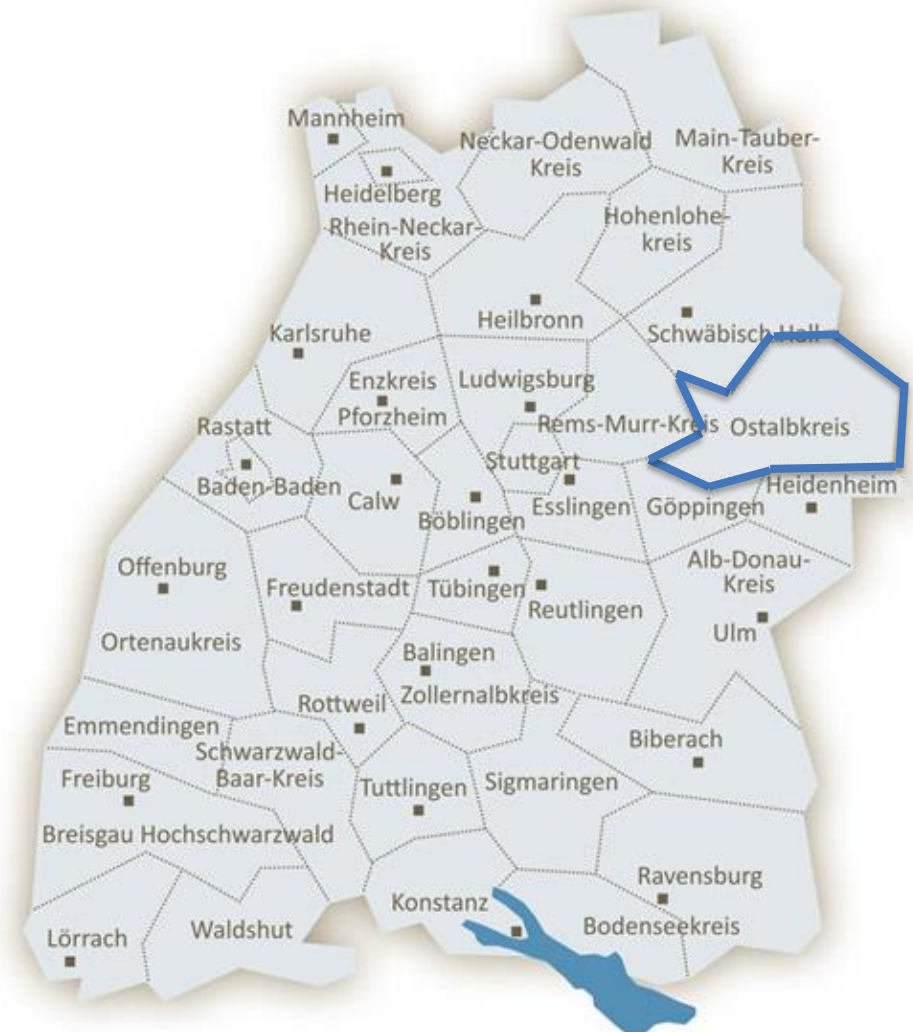 Mannheim
Neckar-Odenwald
Kreis
Main-Tauber-
Kreis
Heidelberg
Rhein-Neckar-
Kreis
Hohenlohe-
kreis
Heilbronn
Schwäbisch Hall
Karlsruhe
Enzkreis
Pforzheim
Ludwigsburg
Rems-Murr-Kreis
Ostalbkreis
Rastatt
Baden-Baden
Calw
Stuttgart
Böblingen
Esslingen
Göppingen
Heidenheim
Offenburg
Ortenaukreis
Freudenstadt
Tübingen
Reutlingen
Alb-Donau-
Kreis
Ulm
Balingen
Zollernalbkreis
Rottweil
Emmendingen
Schwarzwald-
Baar-Kreis
Freiburg
Breisgau Hochschwarzwald
Tuttlingen
Sigmaringen
Biberach
Ravensburg
Bodenseekreis
Konstanz
Lörrach
Waldshut